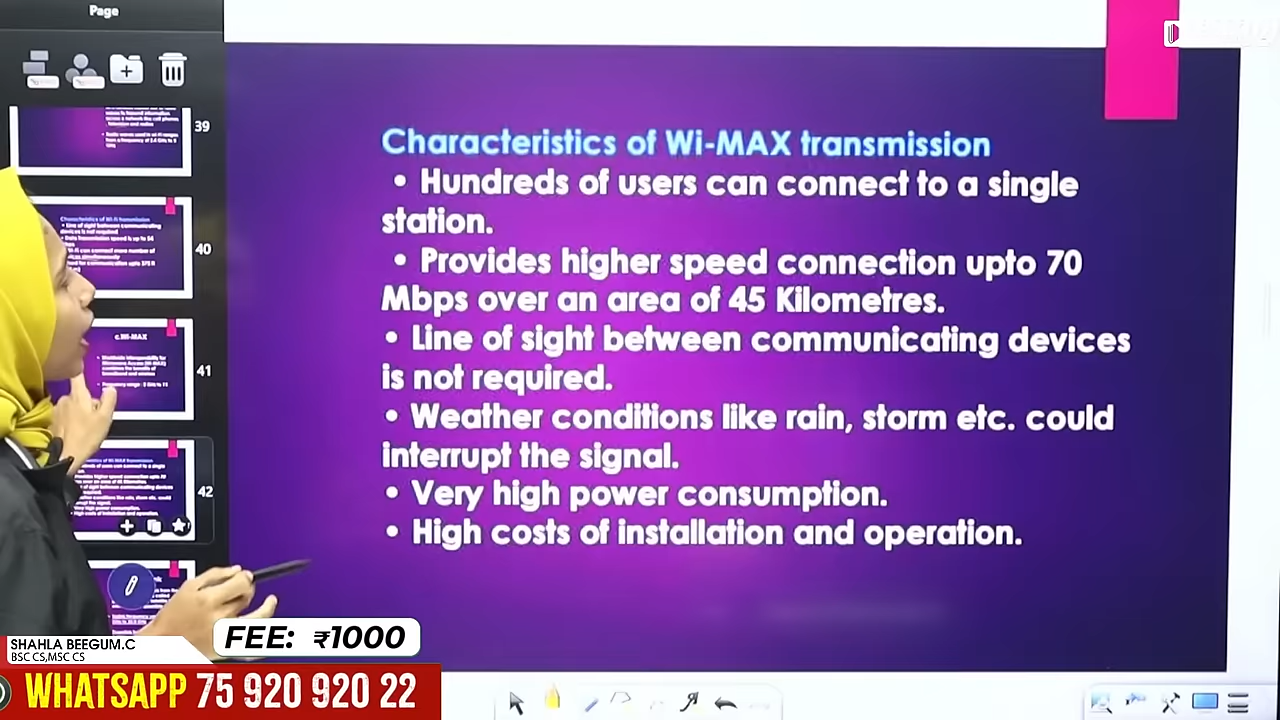 Page
39
40
c.Wi-MAX
41
42
Characteristics of Wi-MAX transmission
• Hundreds of users can connect to a single
station.
• Provides higher speed connection upto 70
Mbps over an area of 45 Kilometres.
• Line of sight between communicating devices
is not required.
• Weather conditions like rain, storm etc. could
interrupt the signal.
• Very high power consumption.
• High costs of installation and operation.
SHAHLA BEEGUM.C
BSC CS,MSC CS
FEE: ₹1000
WHATSAPP 75 920 920 22